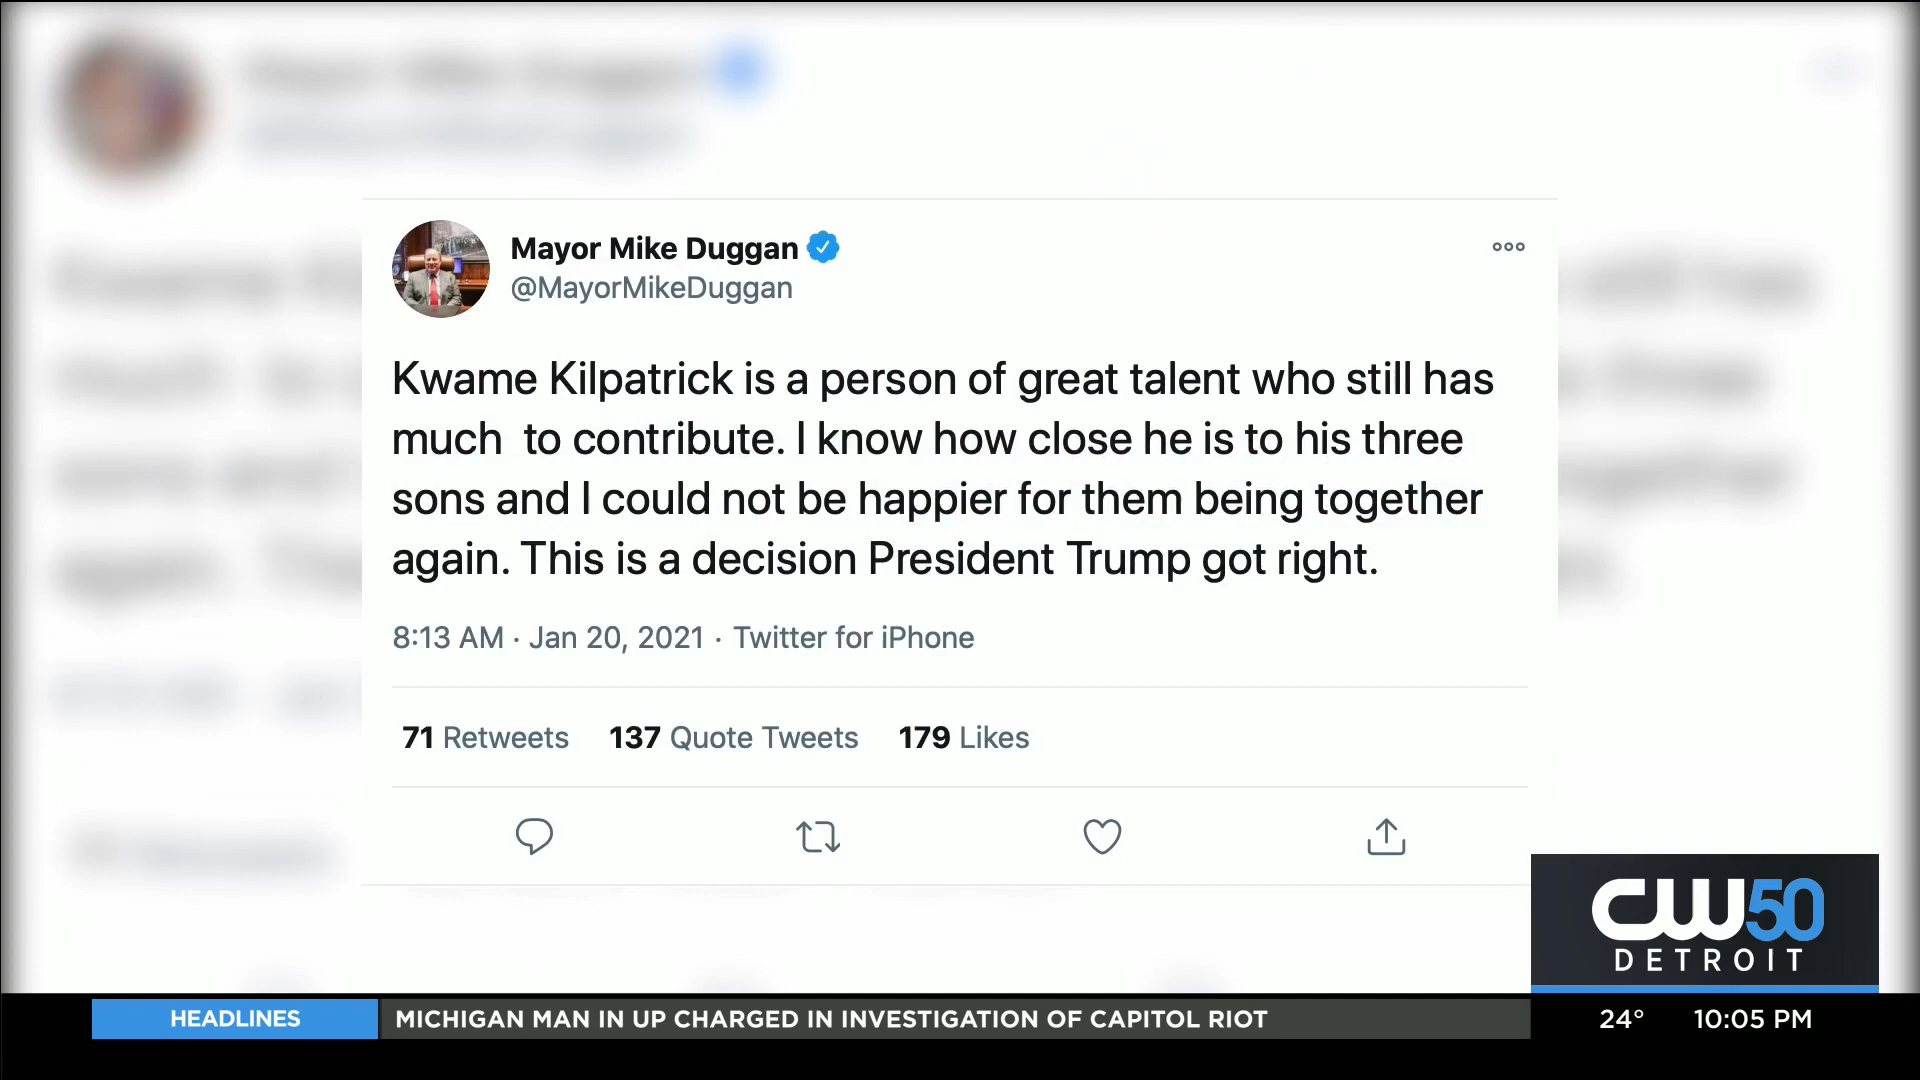 Mayor Mike Duggan
@MayorMikeDuggan
Kwame Kilpatrick is a person of great talent who still has
much  to contribute. I know how close he is to his three
sons and I could not be happier for them being together
again. This is a decision President Trump got right.
8:13 AM · Jan 20, 2021 · Twitter for iPhone
71 Retweets 137 Quote Tweets 179 Likes
CW50
DETROIT
HEADLINES MICHIGAN MAN IN UP CHARGED IN INVESTIGATION OF CAPITOL RIOT 24° 10:05 PM